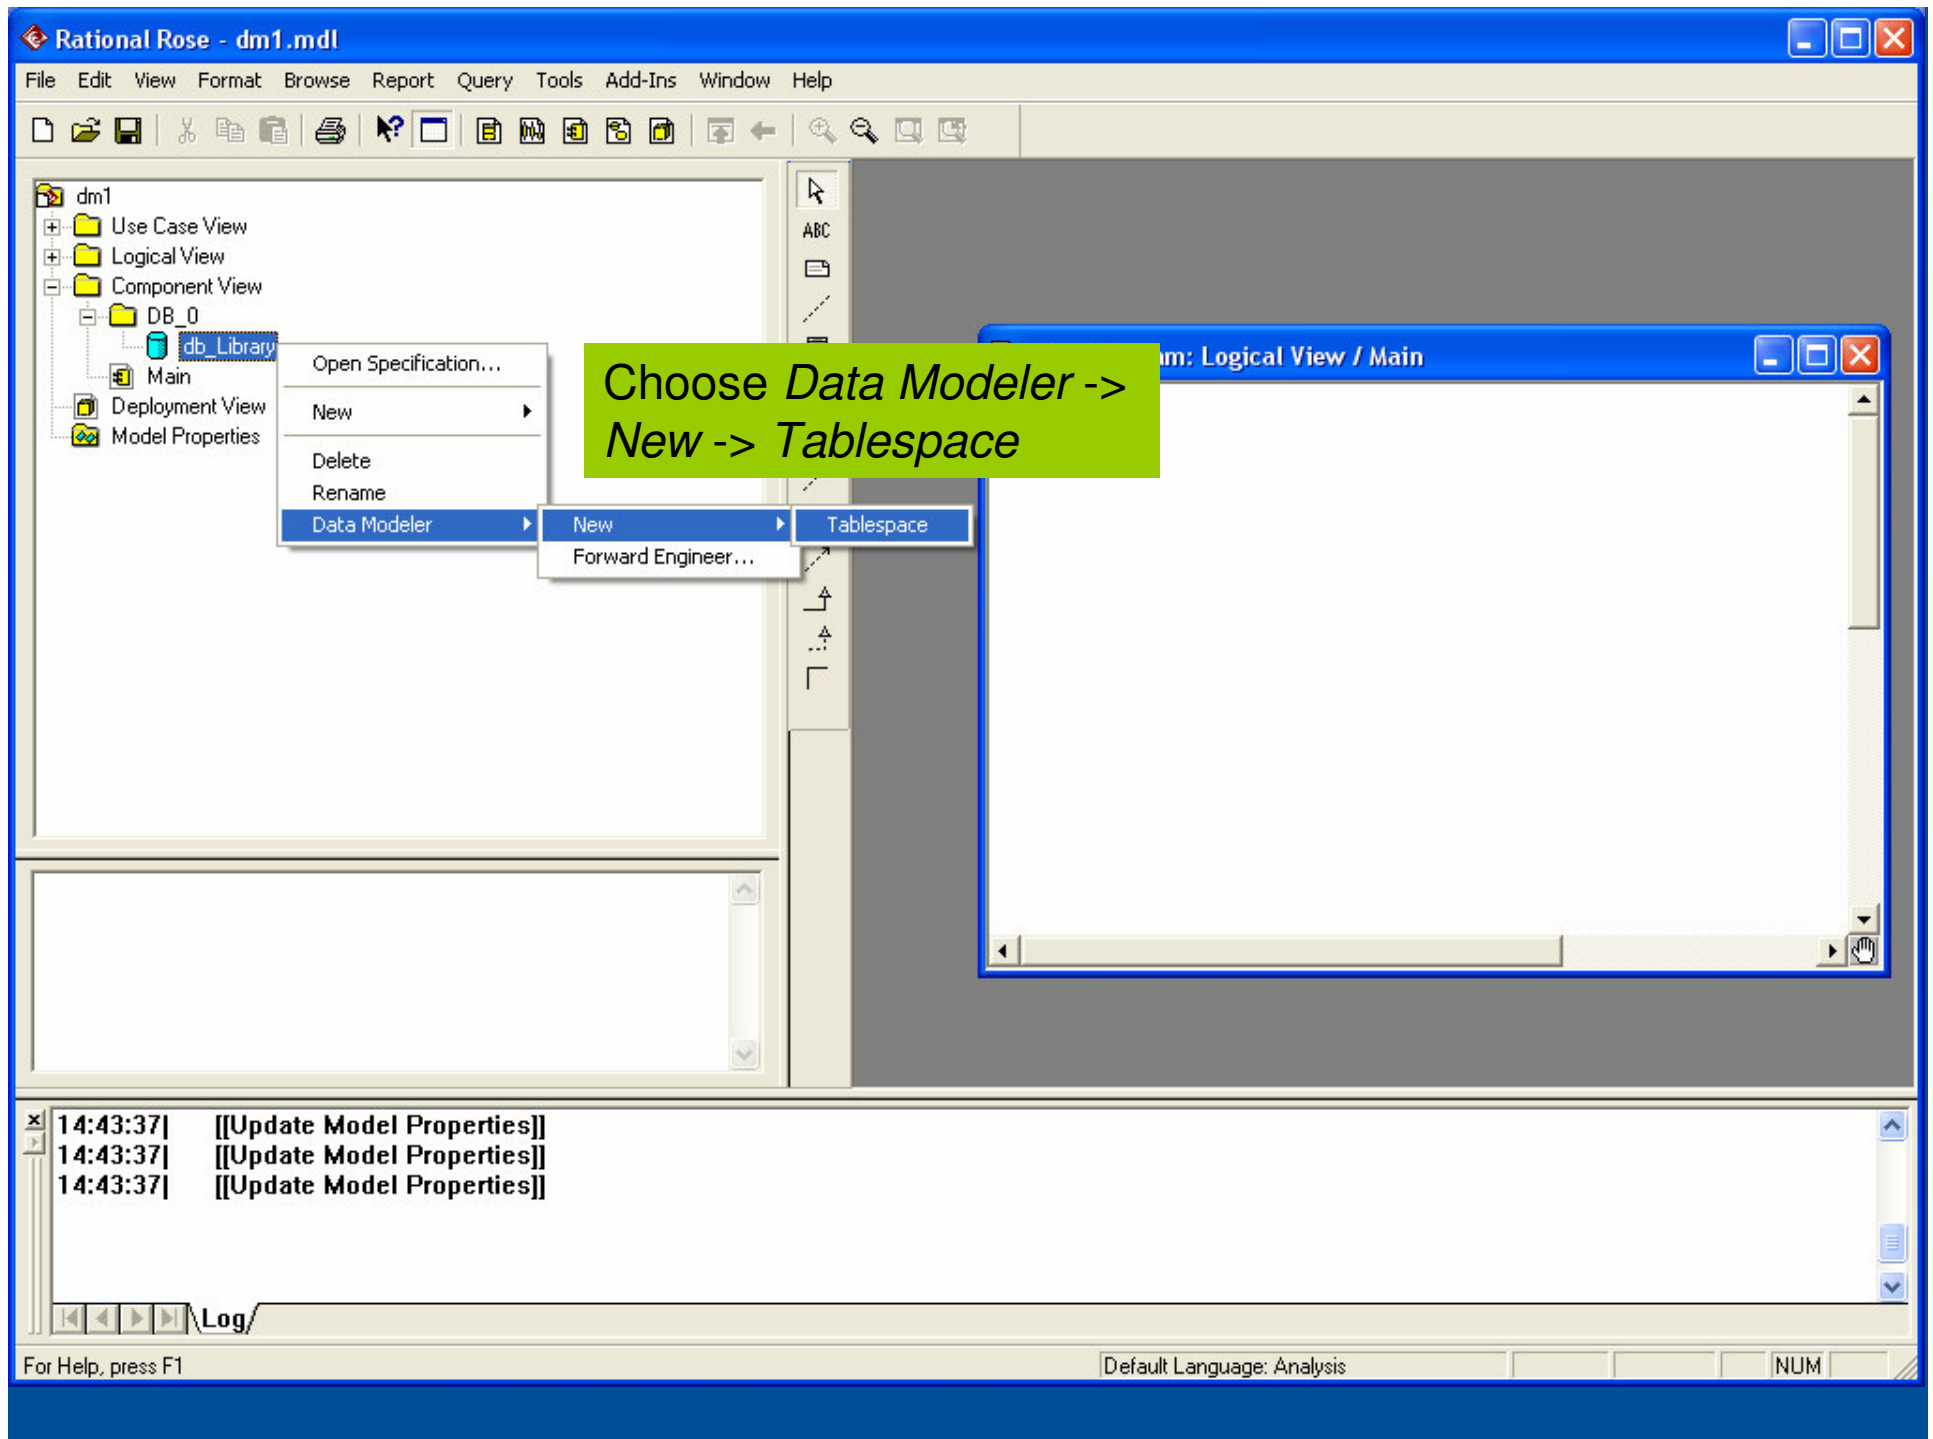 Rational Rose - dm1.mdl
File Edit View Format Browse Report Query Tools Add-Ins Window Help
dm1
Use Case View
Logical View
Component View
DB_0
db_Library
Main
Deployment View
Model Properties
Open Specification...
New
Delete
Rename
Data Modeler
New
Forward Engineer...
Tablespace
ABC
Choose Data Modeler ->
New -> Tablespace
m: Logical View / Main
14:43:37| [[Update Model Properties]]
14:43:37| [[Update Model Properties]]
14:43:37| [[Update Model Properties]]
Log
For Help, press F1
Default Language: Analysis
NUM